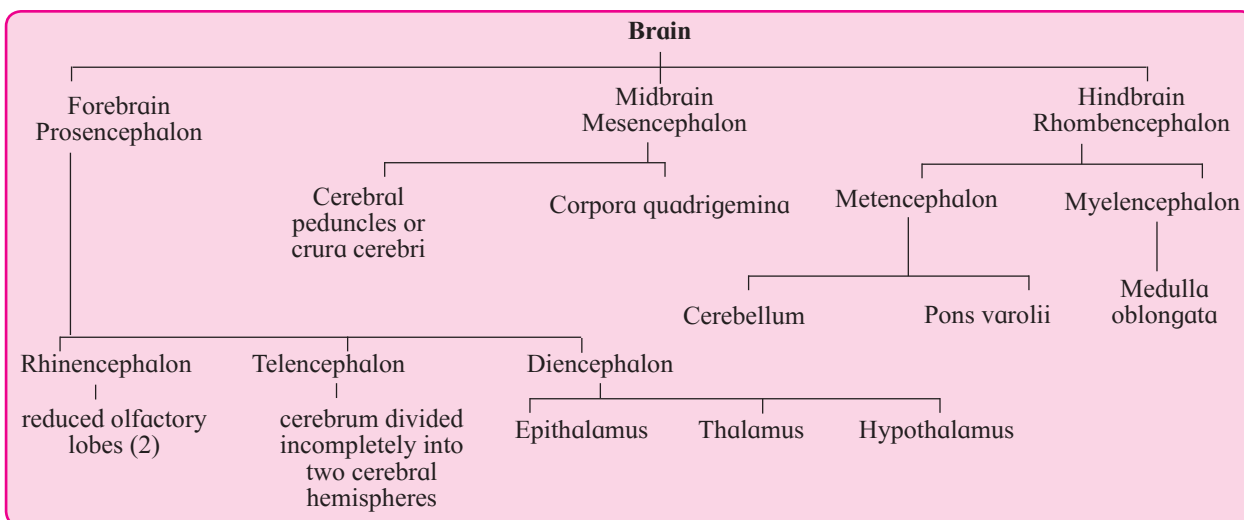 Brain
Forebrain
Prosencephalon
Midbrain
Mesencephalon
Hindbrain
Rhombencephalon
Cerebral
peduncles or
crura cerebri
Corpora quadrigemina
Metencephalon
Myelencephalon
Cerebellum
Pons varolii
Medulla
oblongata
Rhinencephalon
Telencephalon
Diencephalon
reduced olfactory
lobes (2)
cerebrum divided
incompletely into
two cerebral
hemispheres
Epithalamus
Thalamus
Hypothalamus